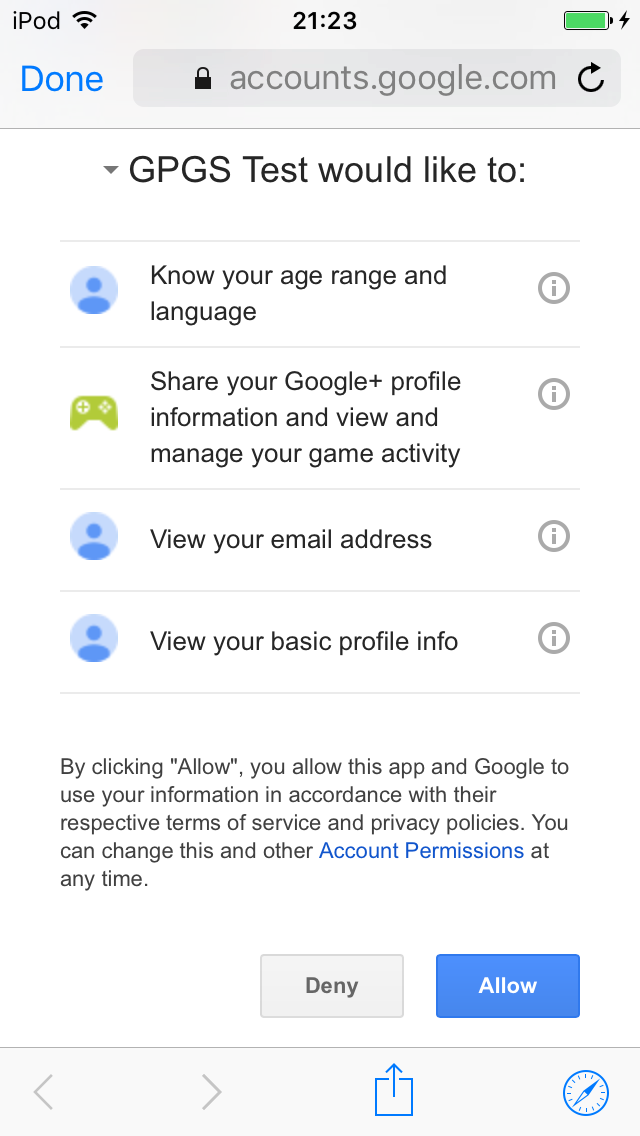 iPod 21:23
Done accounts.google.com
GPGS Test would like to:
Know your age range and
language
Share your Google+ profile
information and view and
manage your game activity
View your email address
View your basic profile info
By clicking "Allow", you allow this app and Google to
use your information in accordance with their
respective terms of service and privacy policies. You
can change this and other Account Permissions at
any time.
Deny Allow